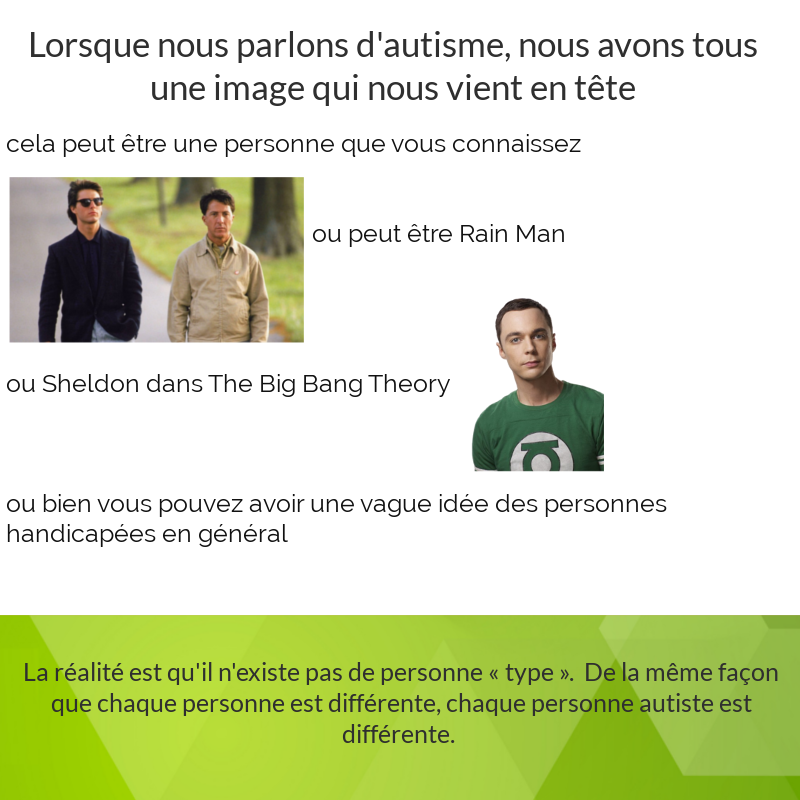 Lorsque nous parlons d'autisme, nous avons tous
une image qui nous vient en tête
cela peut être une personne que vous connaissez
ou peut être Rain Man
ou Sheldon dans The Big Bang Theory
ou bien vous pouvez avoir une vague idée des personnes
handicapées en général
La réalité est qu'il n'existe pas de personne « type ».  De la même façon
que chaque personne est différente, chaque personne autiste est
différente.